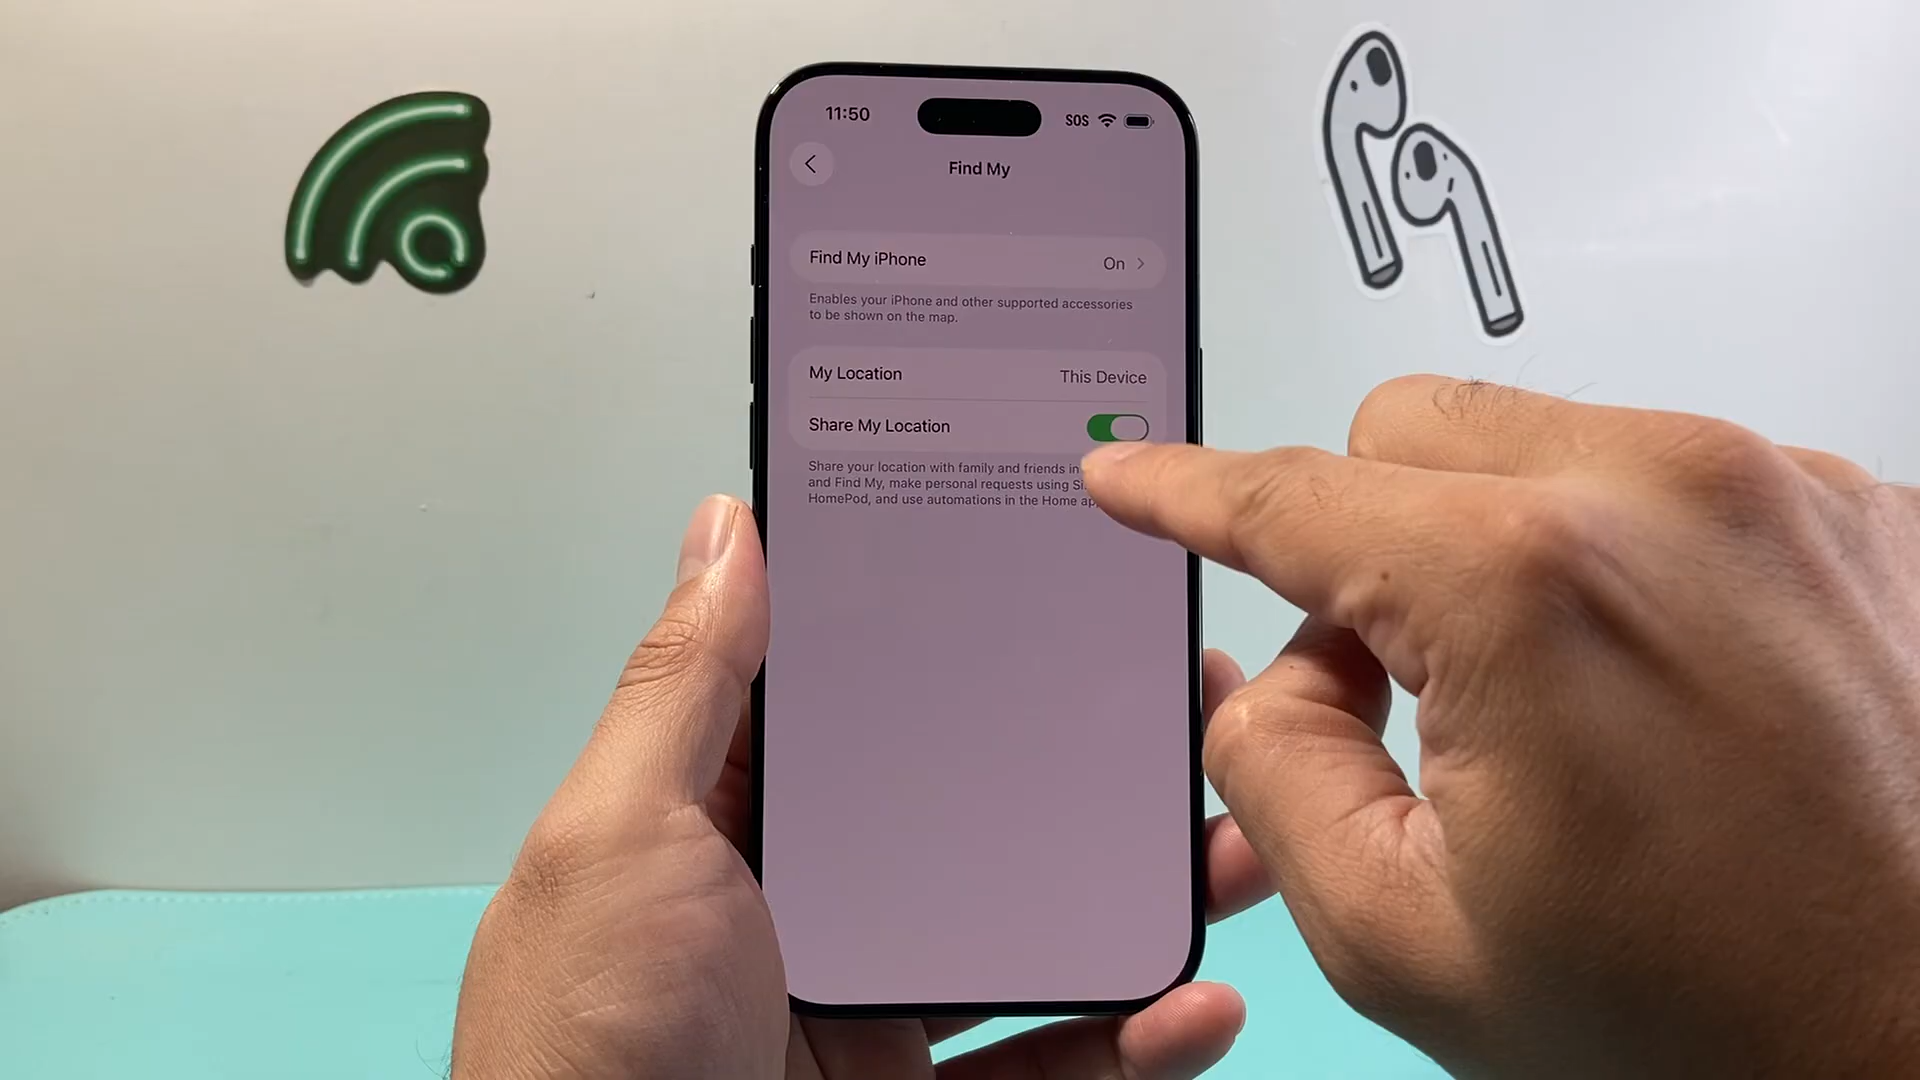 11:50
SOS
Find My
Find My iPhone
On
Enables your iPhone and other supported accessories
to be shown on the map.
My Location
This Device
Share My Location
Share your location with family and friends in
and Find My, make personal requests using
HomePod, and use automations in the Home